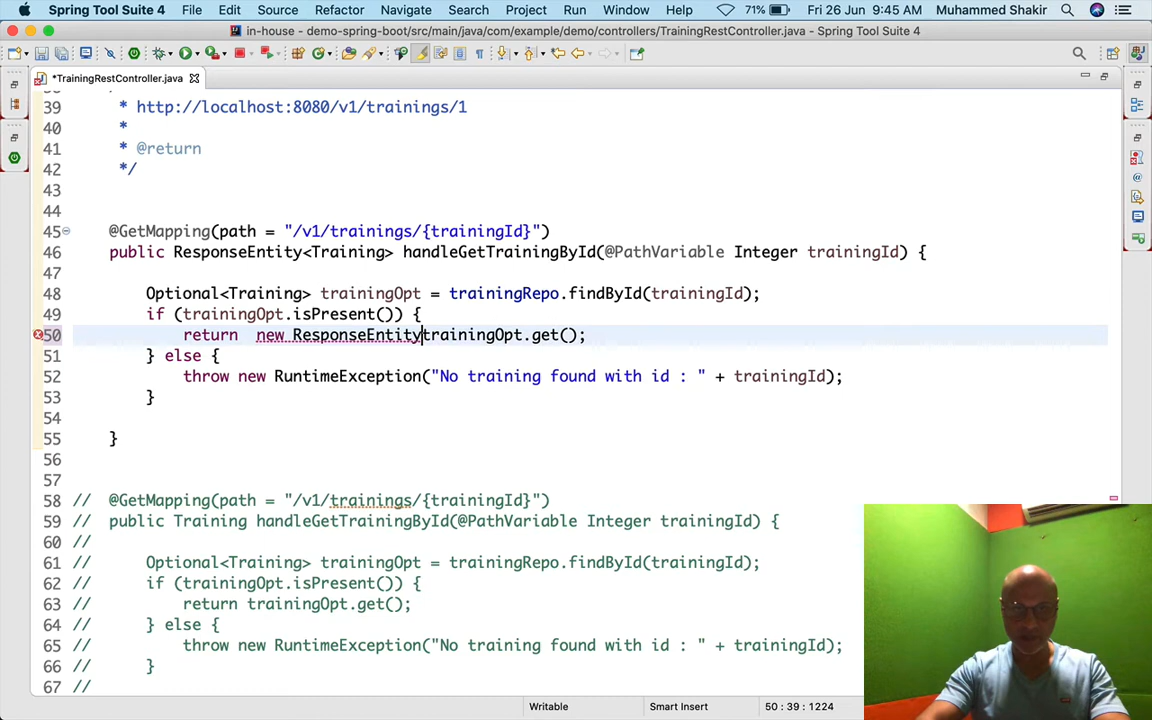 Spring Tool Suite 4 File Edit Source Refactor Navigate Search Project Run Window Help 71% Fri 26 Jun 9:45 AM Muhammed Shakir
in-house - demo-spring-boot/src/main/java/com/example/demo/controllers/TrainingRestController.java - Spring Tool Suite 4
*TrainingRestController.java
39 * http://localhost:8080/v1/trainings/1
40 *
41 * @return
42 */
43
44
45 @GetMapping(path = "/v1/trainings/{trainingId}")
46 public ResponseEntity<Training> handleGetTrainingById(@PathVariable Integer trainingId) {
47
48 Optional<Training> trainingOpt = trainingRepo.findById(trainingId);
49 if (trainingOpt.isPresent()) {
50 return  new ResponseEntitytrainingOpt.get();
51 } else {
52 throw new RuntimeException("No training found with id : " + trainingId);
53 }
54
55 }
56
57
58 // @GetMapping(path = "/v1/trainings/{trainingId}")
59 // public Training handleGetTrainingById(@PathVariable Integer trainingId) {
60 //
61 // Optional<Training> trainingOpt = trainingRepo.findById(trainingId);
62 // if (trainingOpt.isPresent()) {
63 // return trainingOpt.get();
64 // } else {
65 // throw new RuntimeException("No training found with id : " + trainingId);
66 // }
67 //
Writable Smart Insert 50 : 39 : 1224